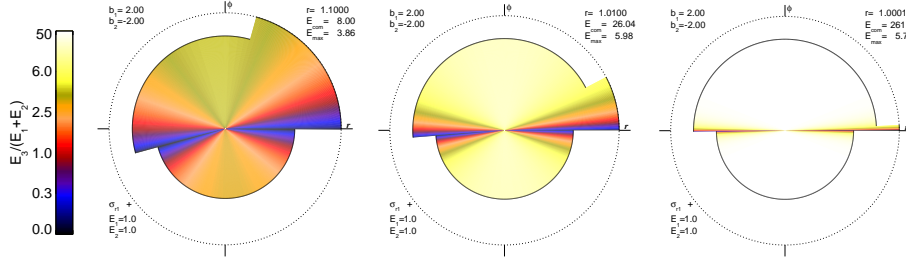 E3/(E1+E2)
50
6.0
2.5
1.0
0.3
0.0
b1= 2.00
b2=-2.00
ϕ
r= 1.1000
Ecom= 8.00
Emax= 3.86
r
σr1 +
E1=1.0
E2=1.0
b1= 2.00
b2=-2.00
ϕ
r= 1.0100
Ecom= 26.04
Emax= 5.98
r
σr1 +
E1=1.0
E2=1.0
b1= 2.00
b2=-2.00
ϕ
r= 1.0001
Ecom= 261
Emax= 5.7
σr1 +
E1=1.0
E2=1.0